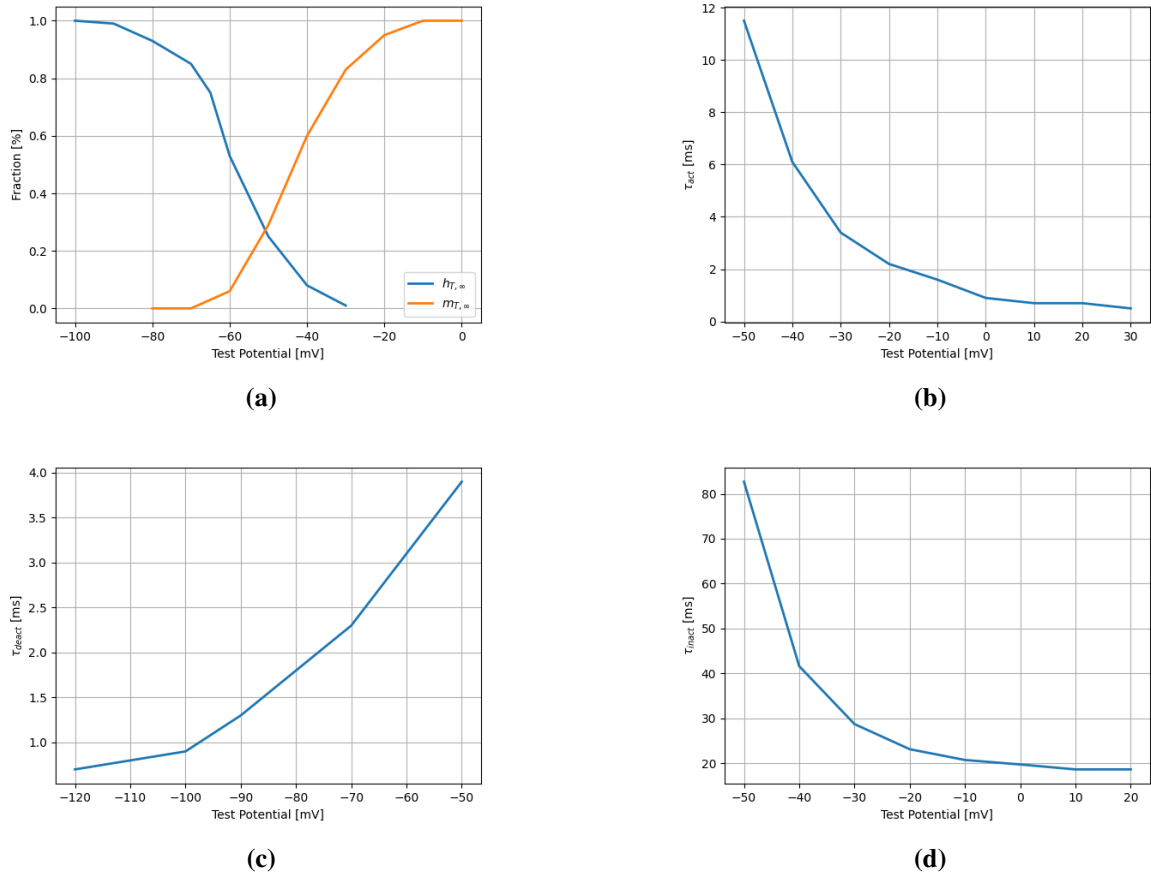 1.0
0.8
0.6
0.4
0.2
0.0
Fraction [%]
−100 −80 −60 −40 −20 0
Test Potential [mV]
h_{T,∞}
m_{T,∞}
(a)
12
10
8
6
4
2
0
τ_{act} [ms]
−50 −40 −30 −20 −10 0 10 20 30
Test Potential [mV]
(b)
4.0
3.5
3.0
2.5
2.0
1.5
1.0
τ_{deact} [ms]
−120 −110 −100 −90 −80 −70 −60 −50
Test Potential [mV]
(c)
80
70
60
50
40
30
20
τ_{inact} [ms]
−50 −40 −30 −20 −10 0 10 20
Test Potential [mV]
(d)